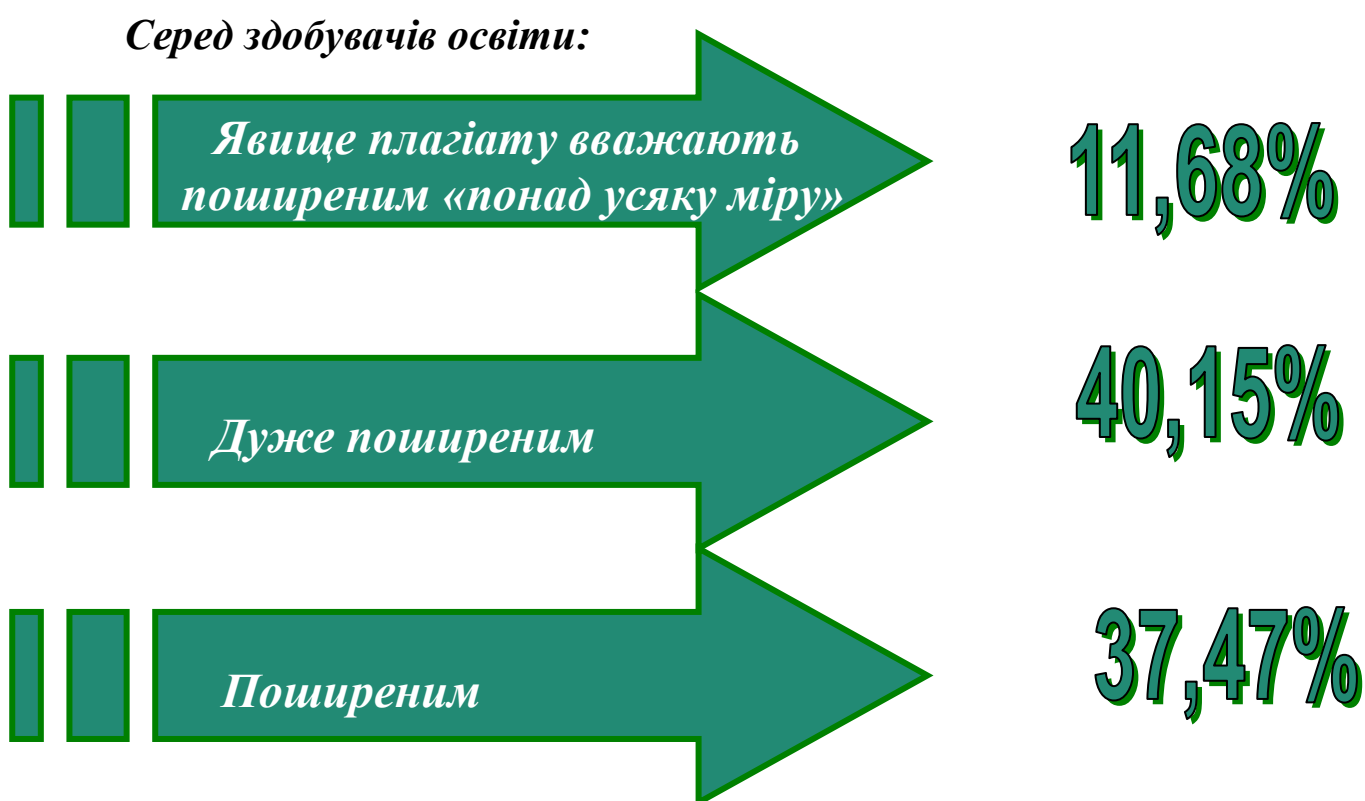 Серед здобувачів освіти:
Явище плагіату вважають
поширеним «понад усяку міру»
11,68%
Дуже поширеним
40,15%
Поширеним
37,47%